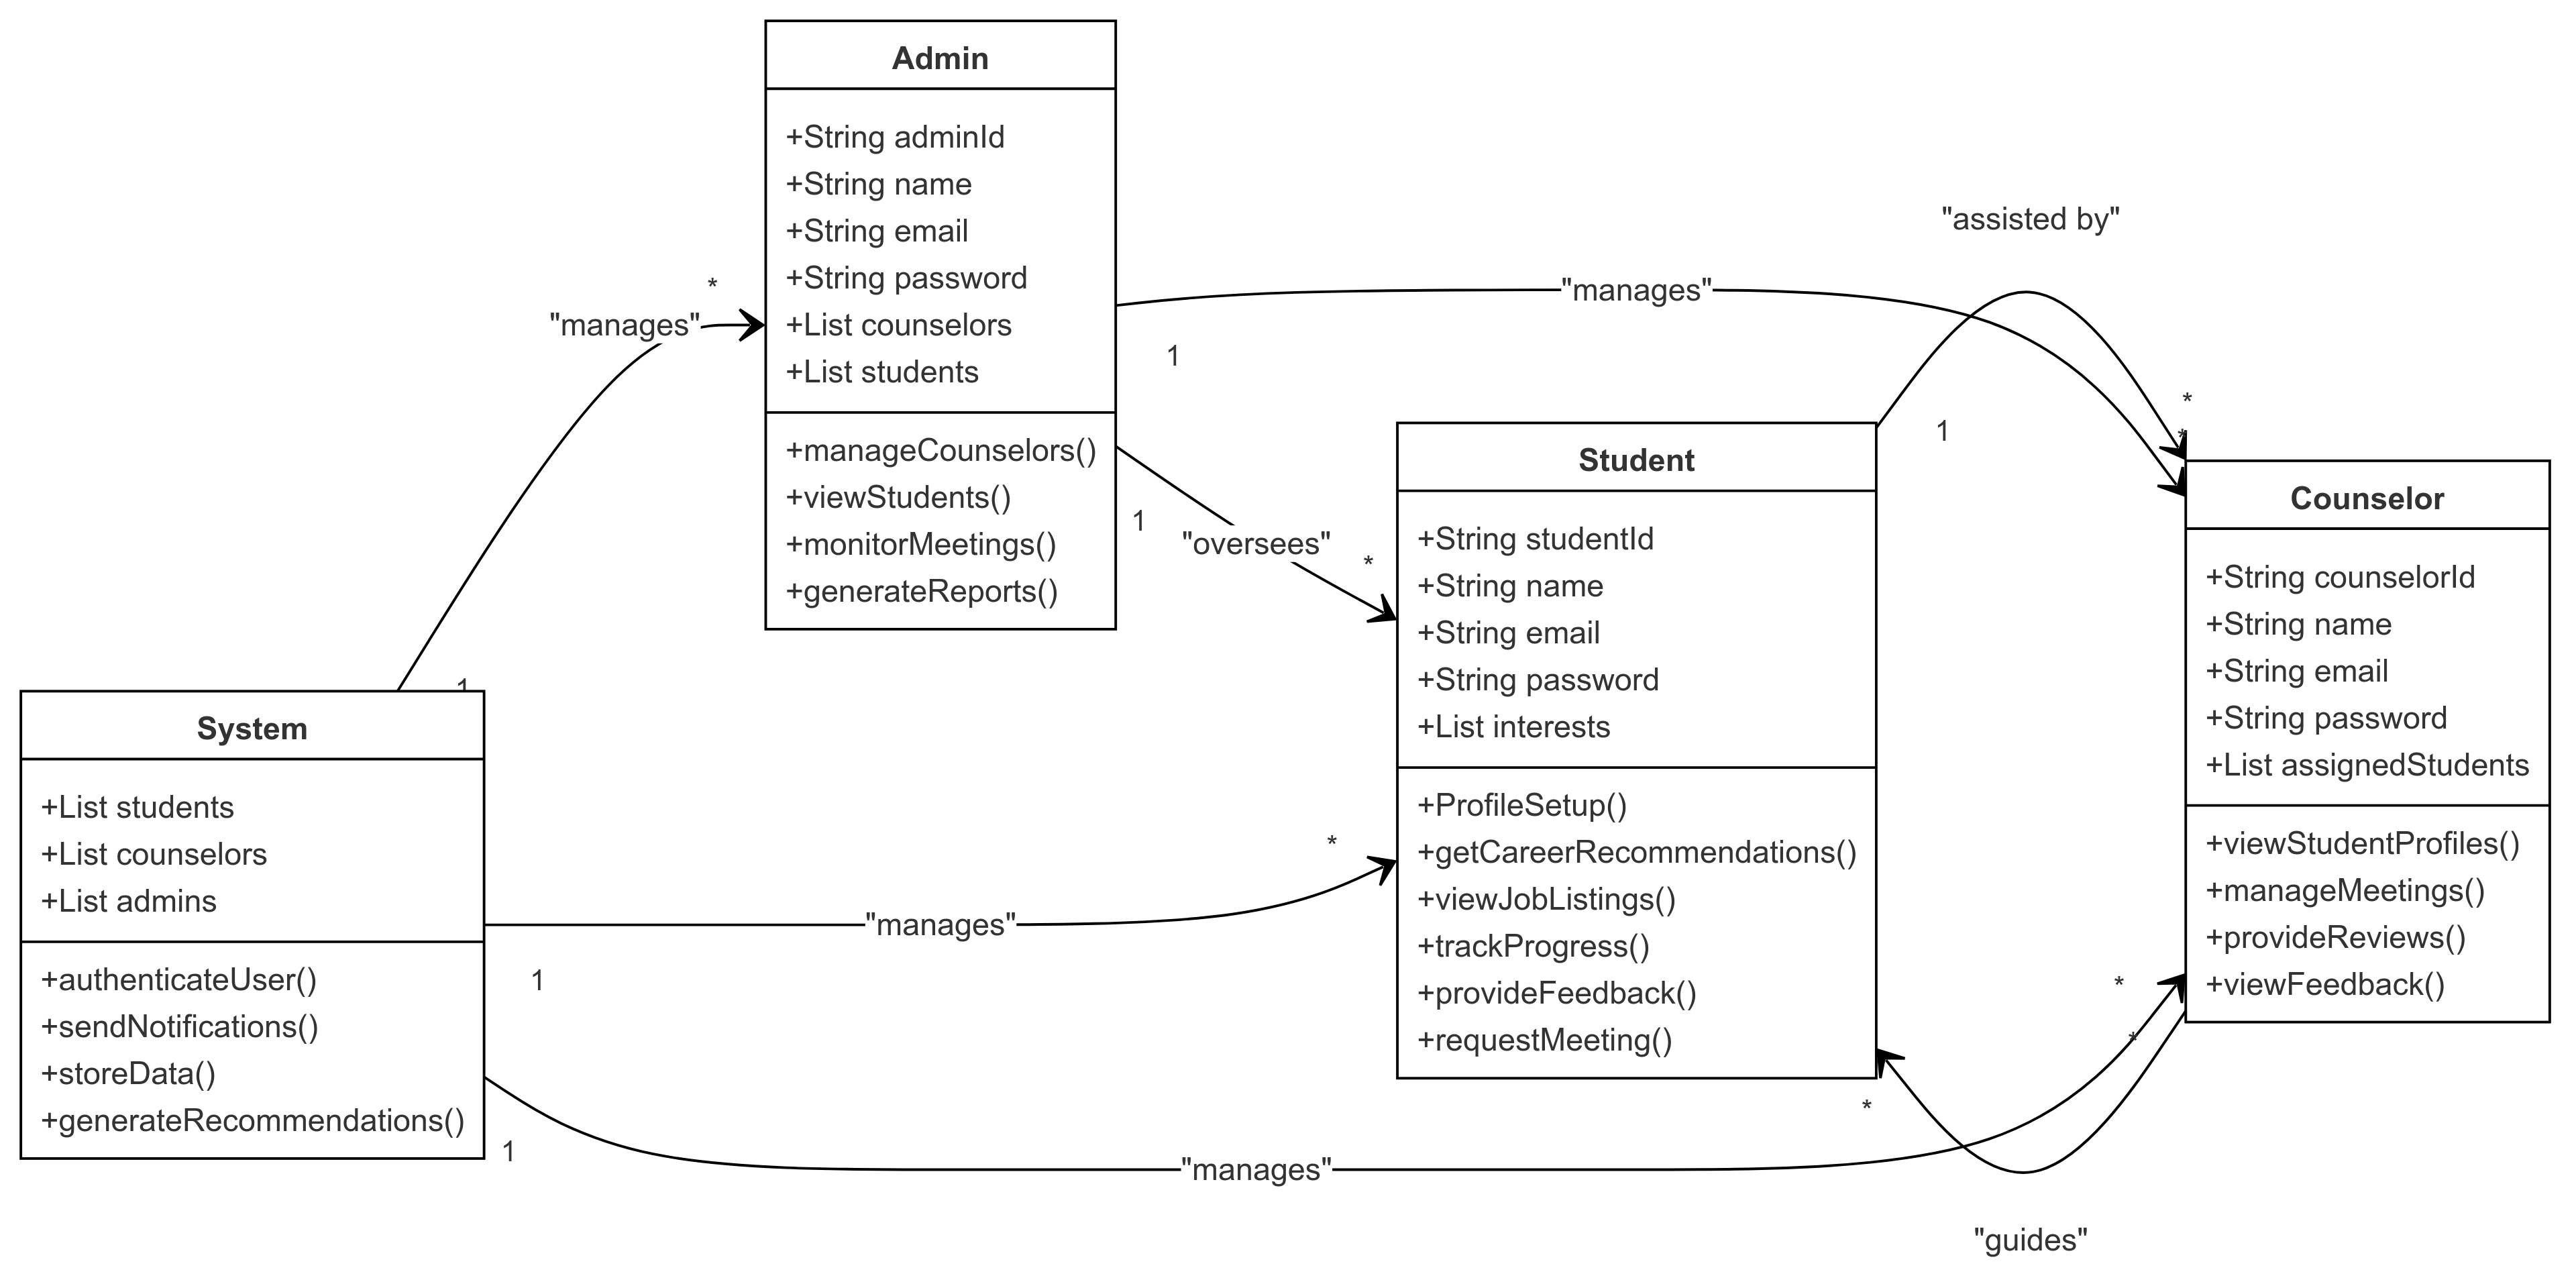 Admin
+String adminId
+String name
+String email
+String password
+List counselors
+List students
+manageCounselors()
+viewStudents()
+monitorMeetings()
+generateReports()
"assisted by"
"manages"
*
"manages"
1
*
1
*
Student
+String studentId
+String name
+String email
+String password
+List interests
+ProfileSetup()
+getCareerRecommendations()
+viewJobListings()
+trackProgress()
+provideFeedback()
+requestMeeting()
Counselor
+String counselorId
+String name
+String email
+String password
+List assignedStudents
+viewStudentProfiles()
+manageMeetings()
+provideReviews()
+viewFeedback()
1
"oversees"
*
1
System
+List students
+List counselors
+List admins
+authenticateUser()
+sendNotifications()
+storeData()
+generateRecommendations()
*
"manages"
1
*
*
*
1
"manages"
"guides"